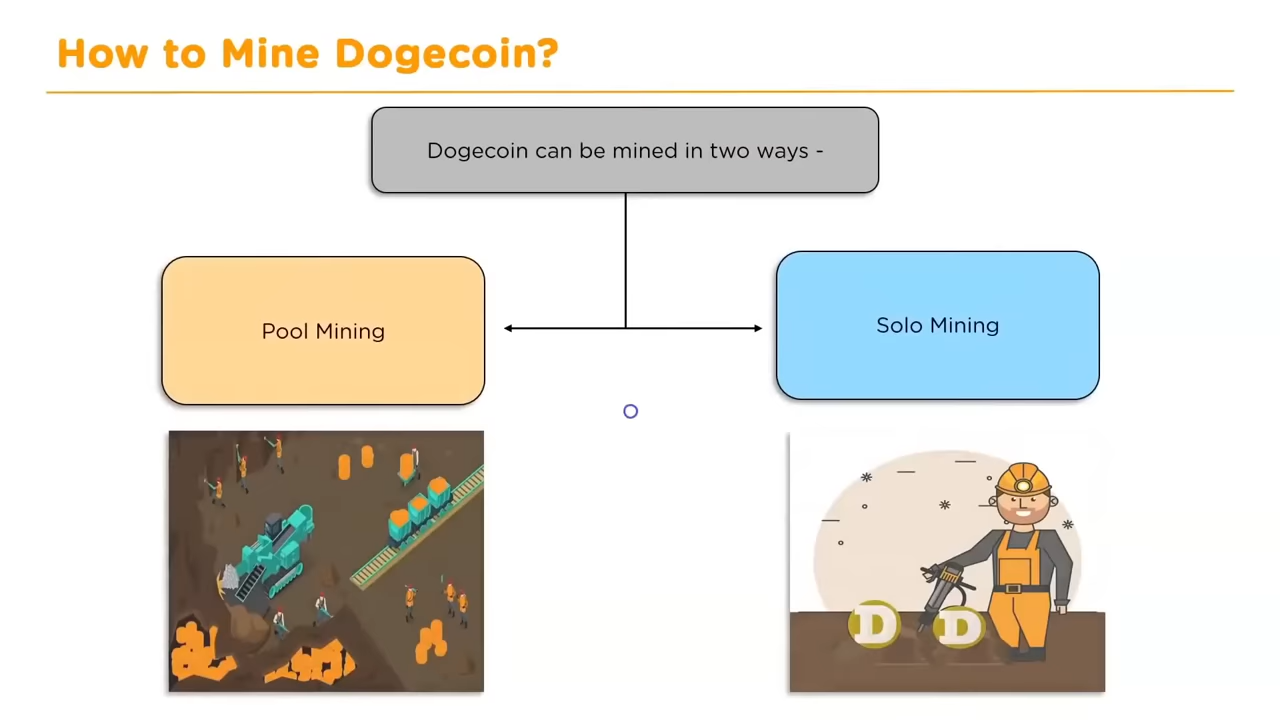 How to Mine Dogecoin?
Dogecoin can be mined in two ways -
Pool Mining
Solo Mining
D
D